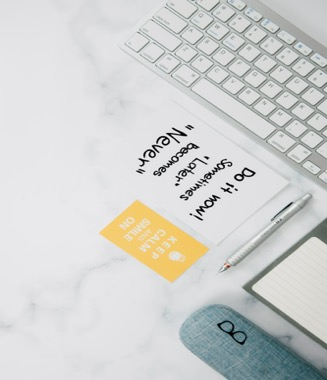 Do it now!
Sometimes
"Later"
becomes
"Never"
KEEP
CALM
AND
SMILE
ON